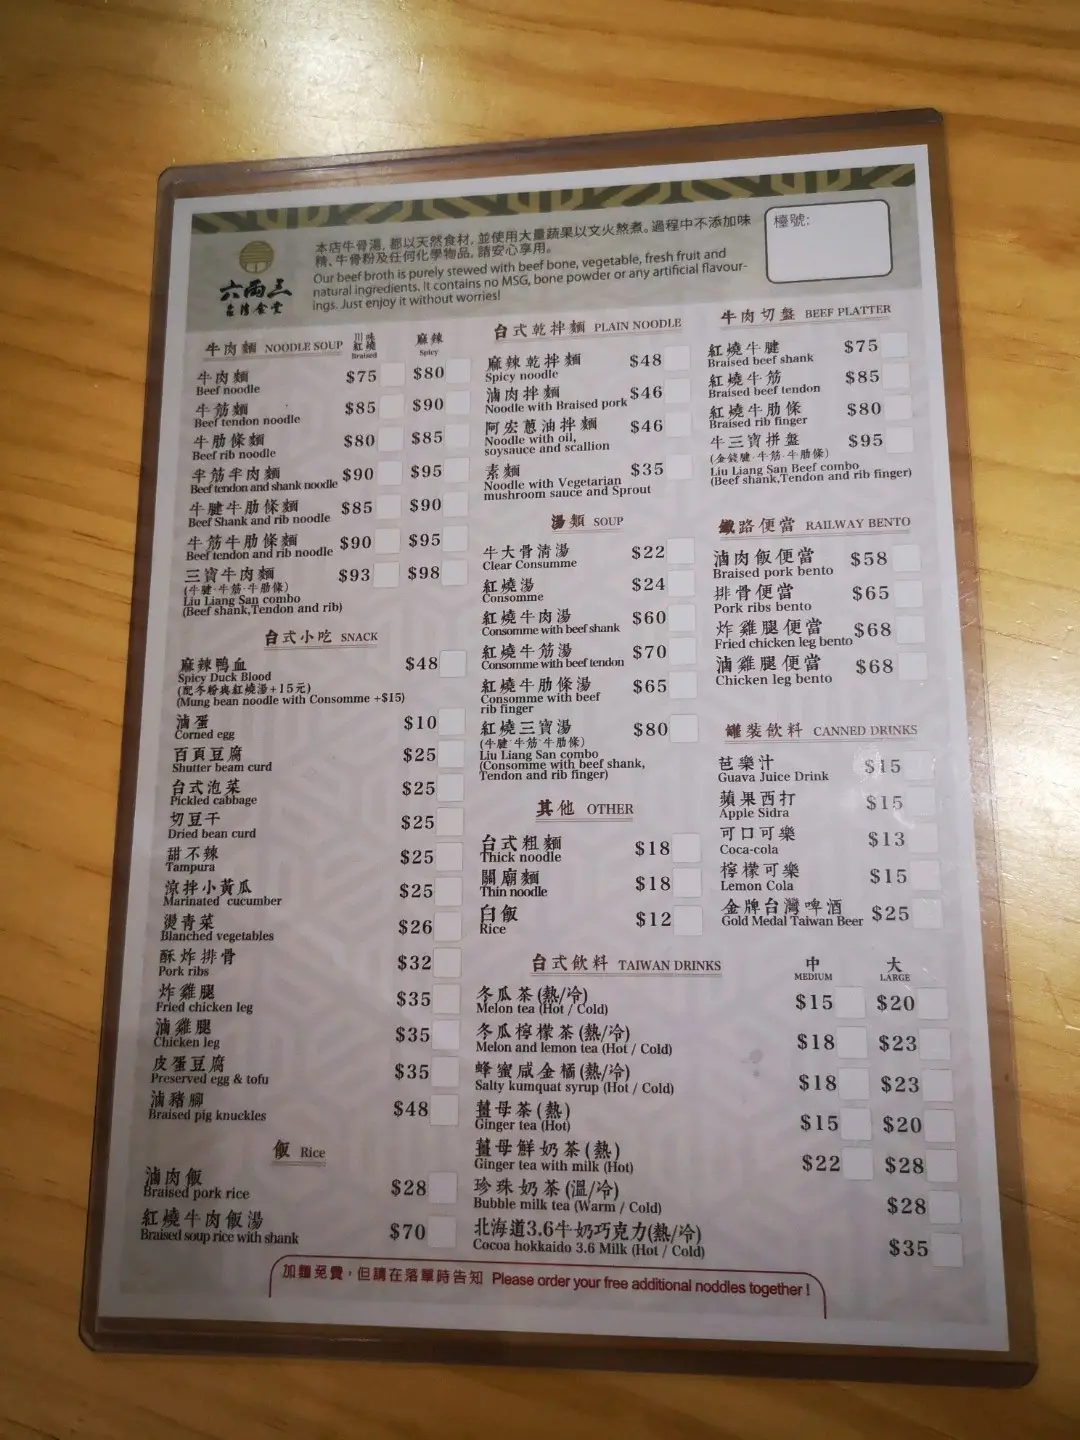 六兩三
台灣食堂
本店牛骨湯, 都以天然食材, 並使用大量蔬果以文火熬煮。過程中不添加味
精、牛骨粉及任何化學物品, 請安心享用。
Our beef broth is purely stewed with beef bone, vegetable, fresh fruit and
natural ingredients. It contains no MSG, bone powder or any artificial flavour-
ings. Just enjoy it without worries!
檯號:
牛肉麵 NOODLE SOUP 川味紅燒 Braised 麻辣 Spicy
牛肉麵 $75 $80
Beef noodle
牛筋麵 $85 $90
Beef tendon noodle
牛肋條麵 $80 $85
Beef rib noodle
半筋半肉麵 $90 $95
Beef tendon and shank noodle
牛腱牛肋條麵 $85 $90
Beef Shank and rib noodle
牛筋牛肋條麵 $90 $95
Beef tendon and rib noodle
三寶牛肉麵 $93 $98
(牛腱·牛筋·牛肋條)
Liu Liang San combo
(Beef shank,Tendon and rib)
台式小吃 SNACK
麻辣鴨血 $48
Spicy Duck Blood
(配冬粉與紅燒湯+15元)
(Mung bean noodle with Consomme +$15)
滷蛋 $10
Corned egg
百頁豆腐 $25
Shutter beam curd
台式泡菜 $25
Pickled cabbage
切豆干 $25
Dried bean curd
甜不辣 $25
Tampura
涼拌小黃瓜 $25
Marinated cucumber
燙青菜 $26
Blanched vegetables
酥炸排骨 $32
Pork ribs
炸雞腿 $35
Fried chicken leg
滷雞腿 $35
Chicken leg
皮蛋豆腐 $35
Preserved egg & tofu
滷豬腳 $48
Braised pig knuckles
飯 Rice
滷肉飯 $28
Braised pork rice
紅燒牛肉飯湯 $70
Braised soup rice with shank
台式乾拌麵 PLAIN NOODLE
麻辣乾拌麵 $48
Spicy noodle
滷肉拌麵 $46
Noodle with Braised pork
阿宏蔥油拌麵 $46
Noodle with oil,
soysauce and scallion
素麵 $35
Noodle with Vegetarian
mushroom sauce and Sprout
湯類 SOUP
牛大骨清湯 $22
Clear Consumme
紅燒湯 $24
Consomme
紅燒牛肉湯 $60
Consomme with beef shank
紅燒牛筋湯 $70
Consomme with beef tendon
紅燒牛肋條湯 $65
Consomme with beef
rib finger
紅燒三寶湯 $80
(牛腱·牛筋·牛肋條)
Liu Liang San combo
(Consomme with beef shank,
Tendon and rib finger)
其他 OTHER
台式粗麵 $18
Thick noodle
關廟麵 $18
Thin noodle
白飯 $12
Rice
牛肉切盤 BEEF PLATTER
紅燒牛腱 $75
Braised beef shank
紅燒牛筋 $85
Braised beef tendon
紅燒牛肋條 $80
Braised rib finger
牛三寶拼盤 $95
(金錢腱·牛筋·牛肋條)
Liu Liang San Beef combo
(Beef shank,Tendon and rib finger)
鐵路便當 RAILWAY BENTO
滷肉飯便當 $58
Braised pork bento
排骨便當 $65
Pork ribs bento
炸雞腿便當 $68
Fried chicken leg bento
滷雞腿便當 $68
Chicken leg bento
罐裝飲料 CANNED DRINKS
芭樂汁 $15
Guava Juice Drink
蘋果西打 $15
Apple Sidra
可口可樂 $13
Coca-cola
檸檬可樂 $15
Lemon Cola
金牌台灣啤酒 $25
Gold Medal Taiwan Beer
台式飲料 TAIWAN DRINKS 中 MEDIUM 大 LARGE
冬瓜茶(熱/冷) $15 $20
Melon tea (Hot / Cold)
冬瓜檸檬茶(熱/冷) $18 $23
Melon and lemon tea (Hot / Cold)
蜂蜜咸金橘(熱/冷) $18 $23
Salty kumquat syrup (Hot / Cold)
薑母茶(熱) $15 $20
Ginger tea (Hot)
薑母鮮奶茶(熱) $22 $28
Ginger tea with milk (Hot)
珍珠奶茶(溫/冷) $28
Bubble milk tea (Warm / Cold)
北海道3.6牛奶巧克力(熱/冷) $35
Cocoa hokkaido 3.6 Milk (Hot / Cold)
加麵免費，但請在落單時告知 Please order your free additional noddles together !